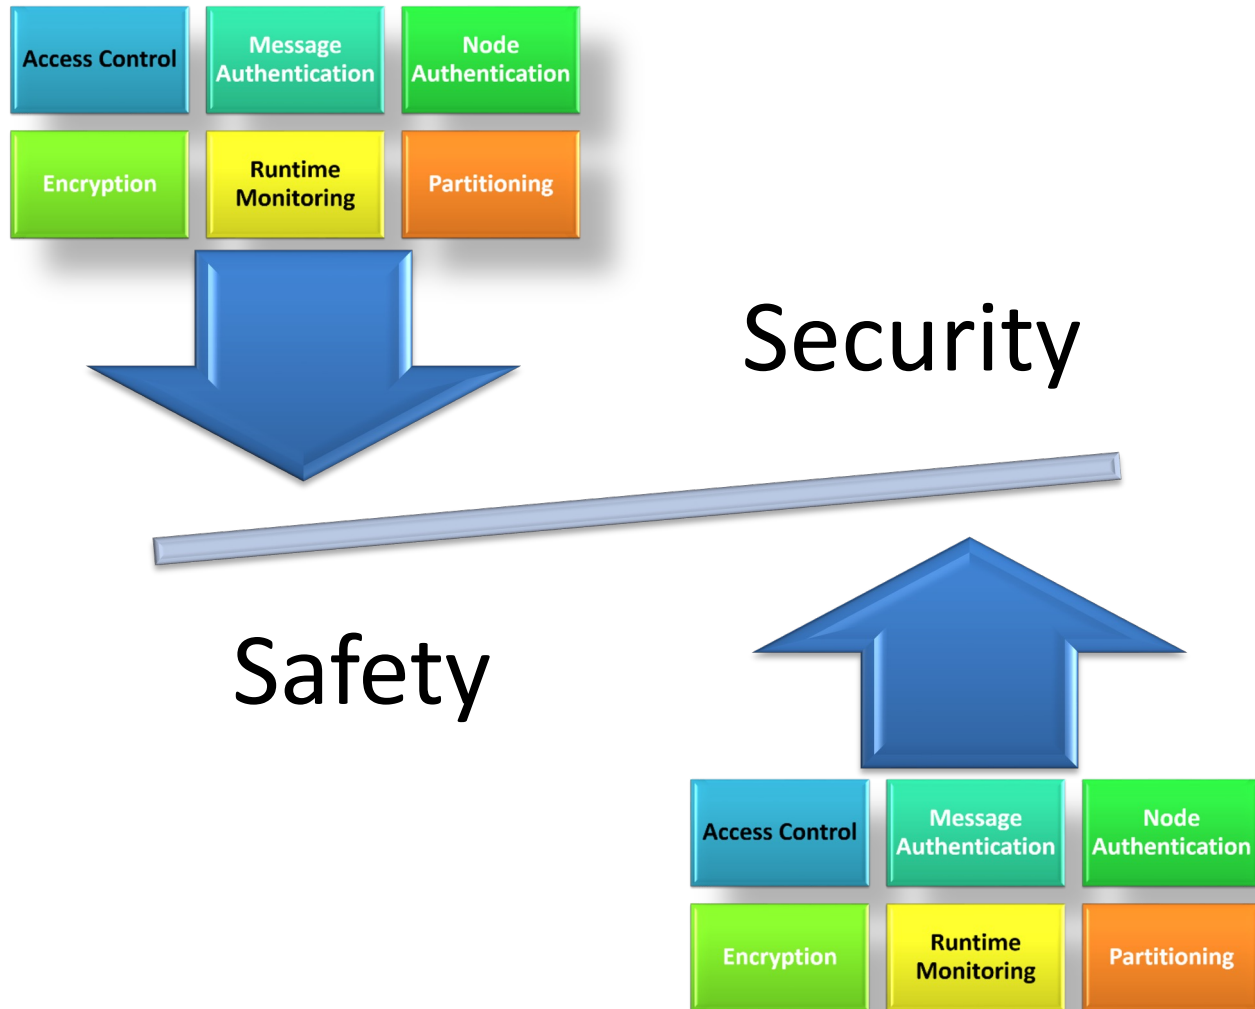 Access Control
Message
Authentication
Node
Authentication
Encryption
Runtime
Monitoring
Partitioning
Security
Safety
Access Control
Message
Authentication
Node
Authentication
Encryption
Runtime
Monitoring
Partitioning